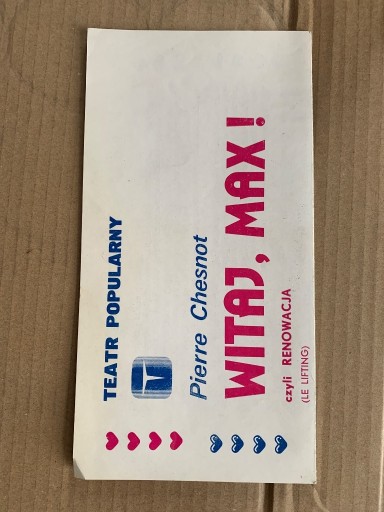 TEATR POPULARNY
Pierre Chesnot
WITAJ, MAX!
czyli RENOWACJA
(LE LIFTING)